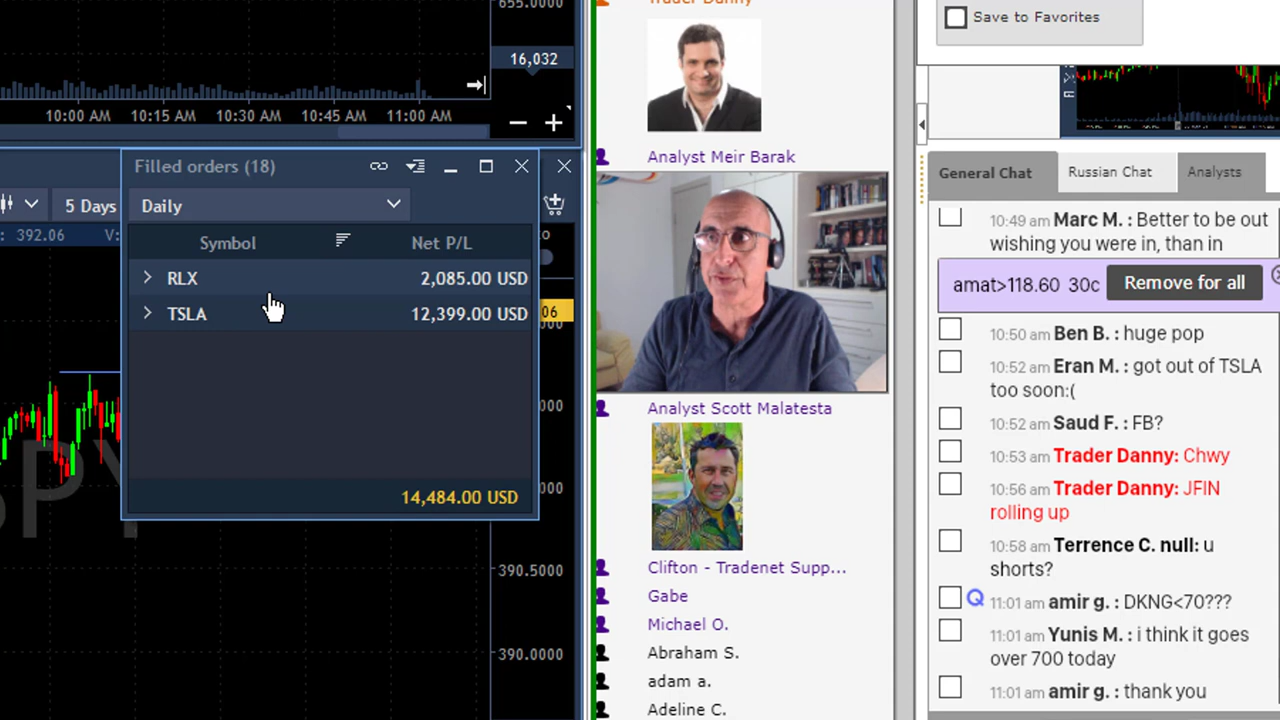 655.0000
16,032
10:00 AM 10:15 AM 10:30 AM 10:45 AM 11:00 AM
Filled orders (18)
5 Days
Daily
: 392.06 V:
Symbol Net P/L
RLX 2,085.00 USD
TSLA 12,399.00 USD
06
14,484.00 USD
SPY
390.5000
390.0000
Trader Danny
Analyst Meir Barak
Analyst Scott Malatesta
Clifton - Tradenet Supp...
Gabe
Michael O.
Abraham S.
adam a.
Adeline C.
Save to Favorites
General Chat Russian Chat Analysts
10:49 am Marc M. : Better to be out
wishing you were in, than in
amat>118.60 30c Remove for all
10:50 am Ben B. : huge pop
10:52 am Eran M. : got out of TSLA
too soon:(
10:52 am Saud F. : FB?
10:53 am Trader Danny: Chwy
10:56 am Trader Danny: JFIN
rolling up
10:58 am Terrence C. null: u
shorts?
11:01 am amir g. : DKNG<70???
11:01 am Yunis M. : i think it goes
over 700 today
11:01 am amir g. : thank you